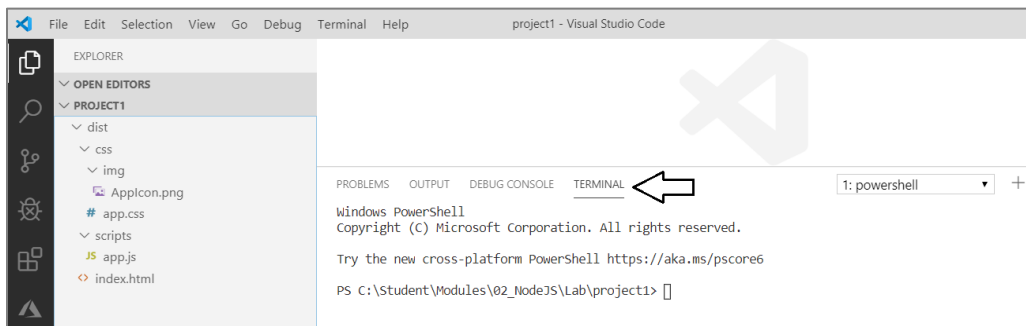 File Edit Selection View Go Debug Terminal Help project1 - Visual Studio Code
EXPLORER
OPEN EDITORS
PROJECT1
dist
css
img
AppIcon.png
# app.css
scripts
JS app.js
<> index.html
PROBLEMS OUTPUT DEBUG CONSOLE TERMINAL 1: powershell
Windows PowerShell
Copyright (C) Microsoft Corporation. All rights reserved.
Try the new cross-platform PowerShell https://aka.ms/pscore6
PS C:\Student\Modules\02_NodeJS\Lab\project1>